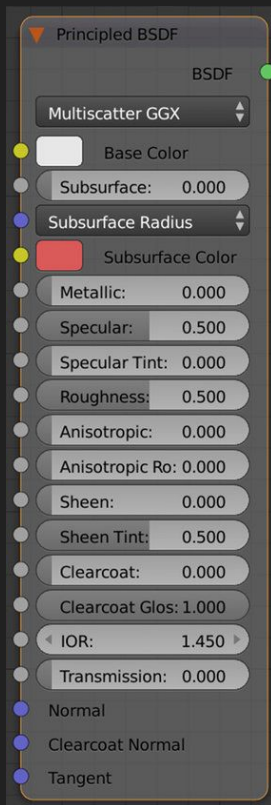 Principled BSDF
BSDF
Multiscatter GGX
Base Color
Subsurface: 0.000
Subsurface Radius
Subsurface Color
Metallic: 0.000
Specular: 0.500
Specular Tint: 0.000
Roughness: 0.500
Anisotropic: 0.000
Anisotropic Ro: 0.000
Sheen: 0.000
Sheen Tint: 0.500
Clearcoat: 0.000
Clearcoat Glos: 1.000
IOR: 1.450
Transmission: 0.000
Normal
Clearcoat Normal
Tangent